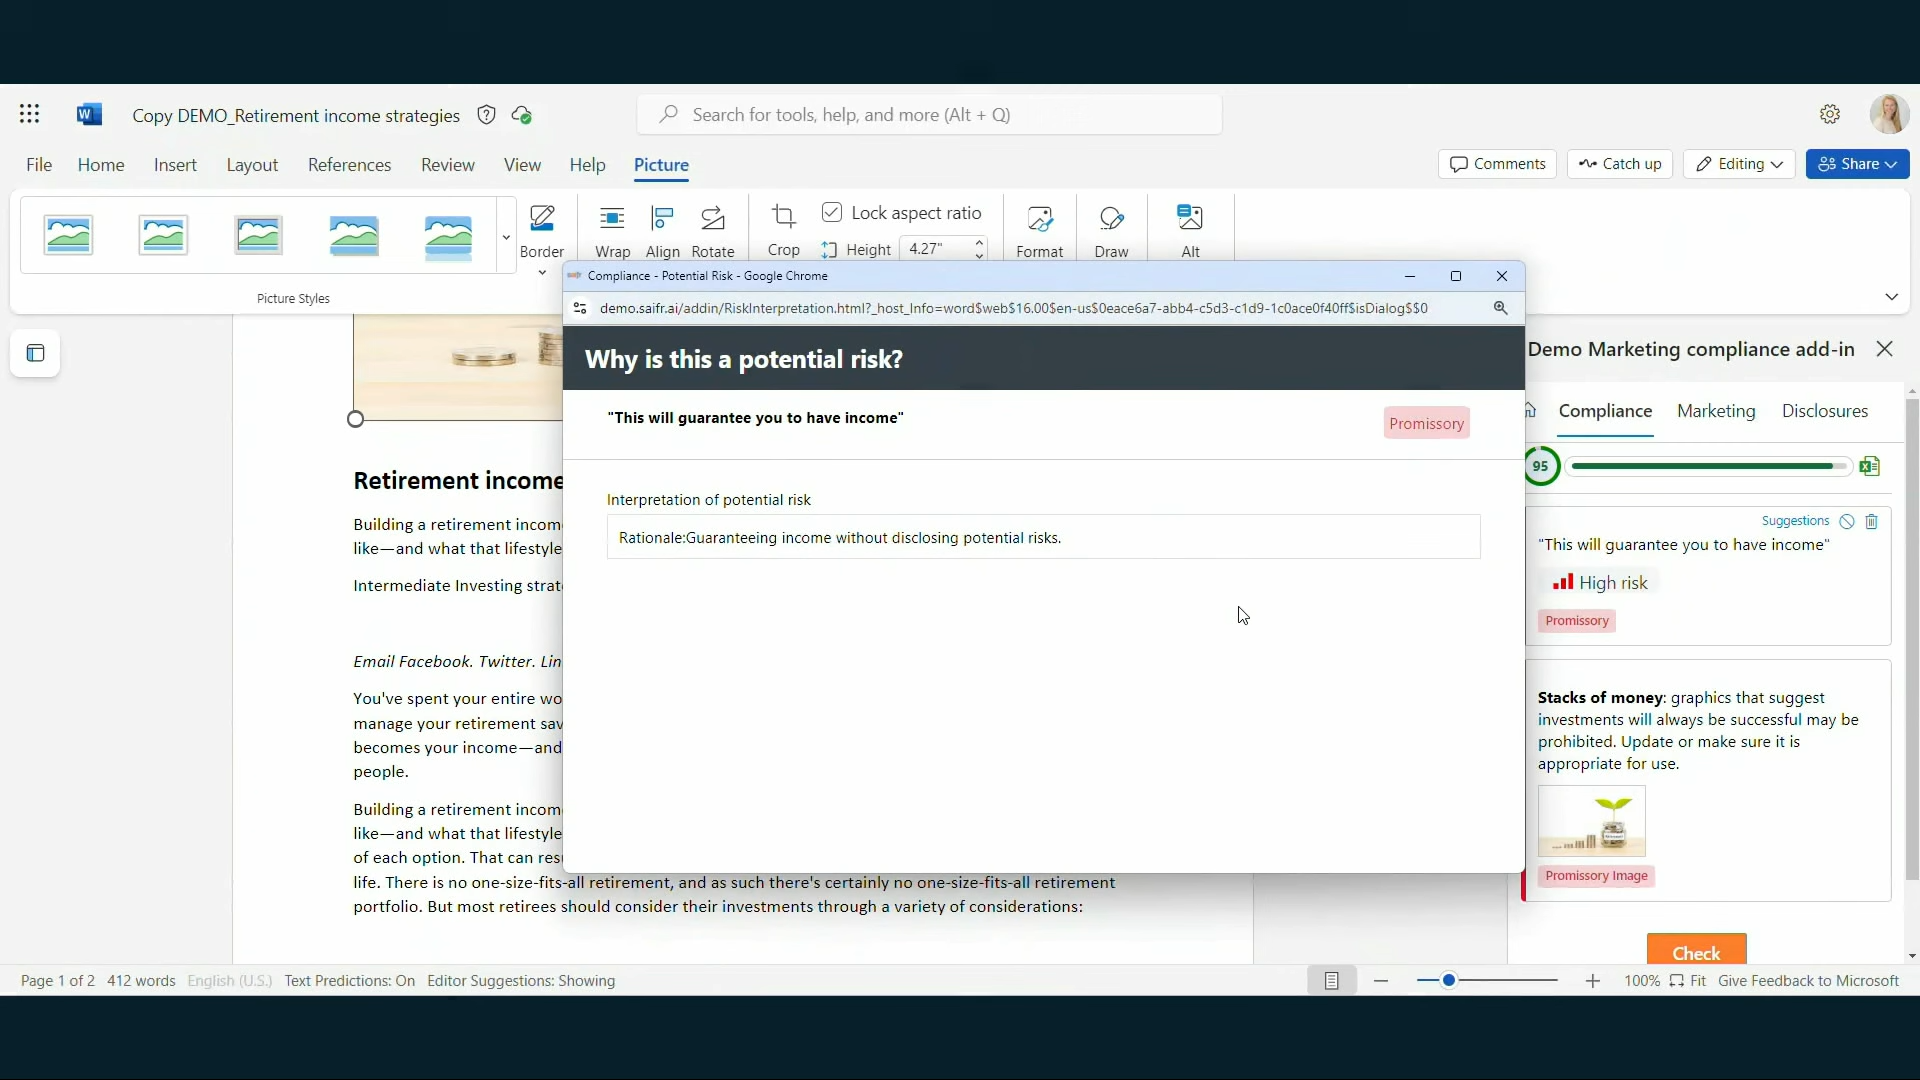 Copy DEMO_Retirement income strategies
Search for tools, help, and more (Alt + Q)
File Home Insert Layout References Review View Help Picture
Comments Catch up Editing Share
Border Wrap Align Rotate Crop Lock aspect ratio
Height 4.27"
Format Draw Alt
Picture Styles
Compliance - Potential Risk - Google Chrome
demo.saifr.ai/addin/RiskInterpretation.html?_host_Info=word$web$16.00$en-us$0eace6a7-abb4-c5d3-c1d9-1c0ace0f40ff$isDialog$$0
Why is this a potential risk?
"This will guarantee you to have income"
Promissory
Interpretation of potential risk
Rationale:Guaranteeing income without disclosing potential risks.
Retirement income
Building a retirement incom
like—and what that lifestyle
Intermediate Investing strat
Email Facebook. Twitter. Lin
You've spent your entire wo
manage your retirement sav
becomes your income—and
people.
Building a retirement incom
like—and what that lifestyle
of each option. That can res
life. There is no one-size-fits-all retirement, and as such there's certainly no one-size-fits-all retirement
portfolio. But most retirees should consider their investments through a variety of considerations:
Demo Marketing compliance add-in
Compliance Marketing Disclosures
95
Suggestions
"This will guarantee you to have income"
High risk
Promissory
Stacks of money: graphics that suggest
investments will always be successful may be
prohibited. Update or make sure it is
appropriate for use.
Promissory Image
Check
Page 1 of 2 412 words English (U.S.) Text Predictions: On Editor Suggestions: Showing
100% Fit Give Feedback to Microsoft